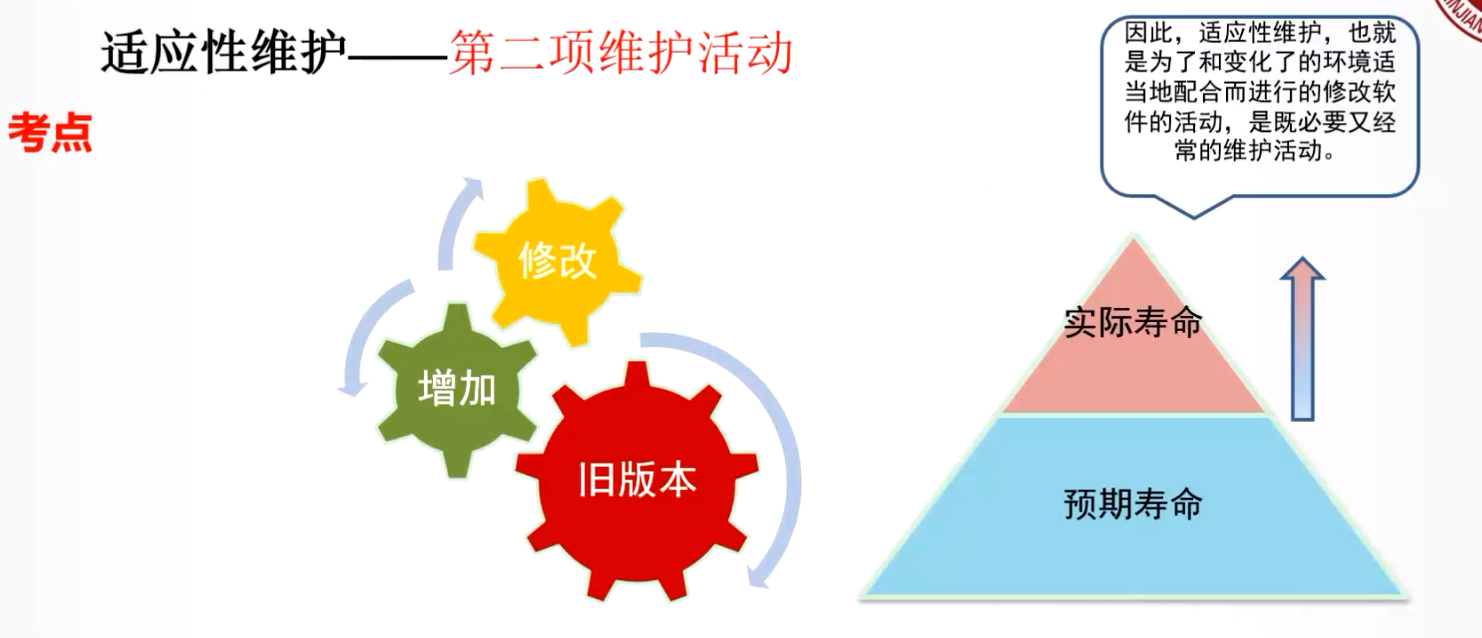 适应性维护——第二项维护活动
考点
因此，适应性维护，也就
是为了和变化了的环境适
当地配合而进行的修改软
件的活动，是既必要又经
常的维护活动。
修改
增加
旧版本
实际寿命
预期寿命